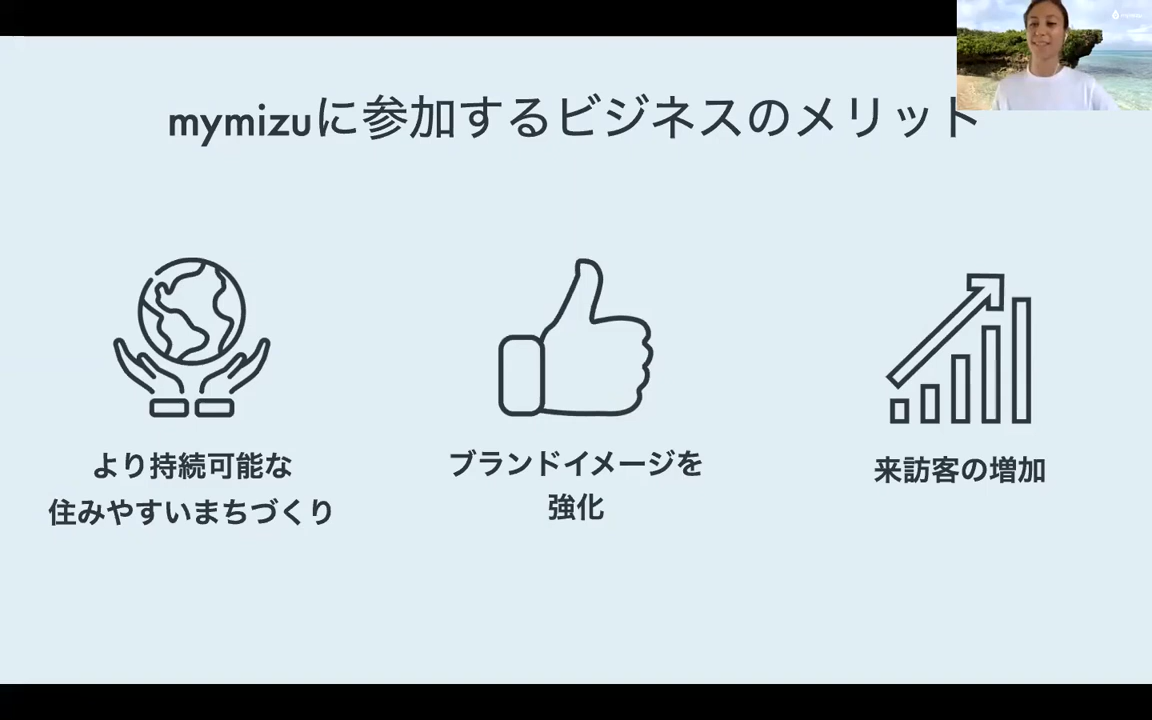 mymizuに参加するビジネスのメリット
より持続可能な
住みやすいまちづくり
ブランドイメージを
強化
来訪客の増加